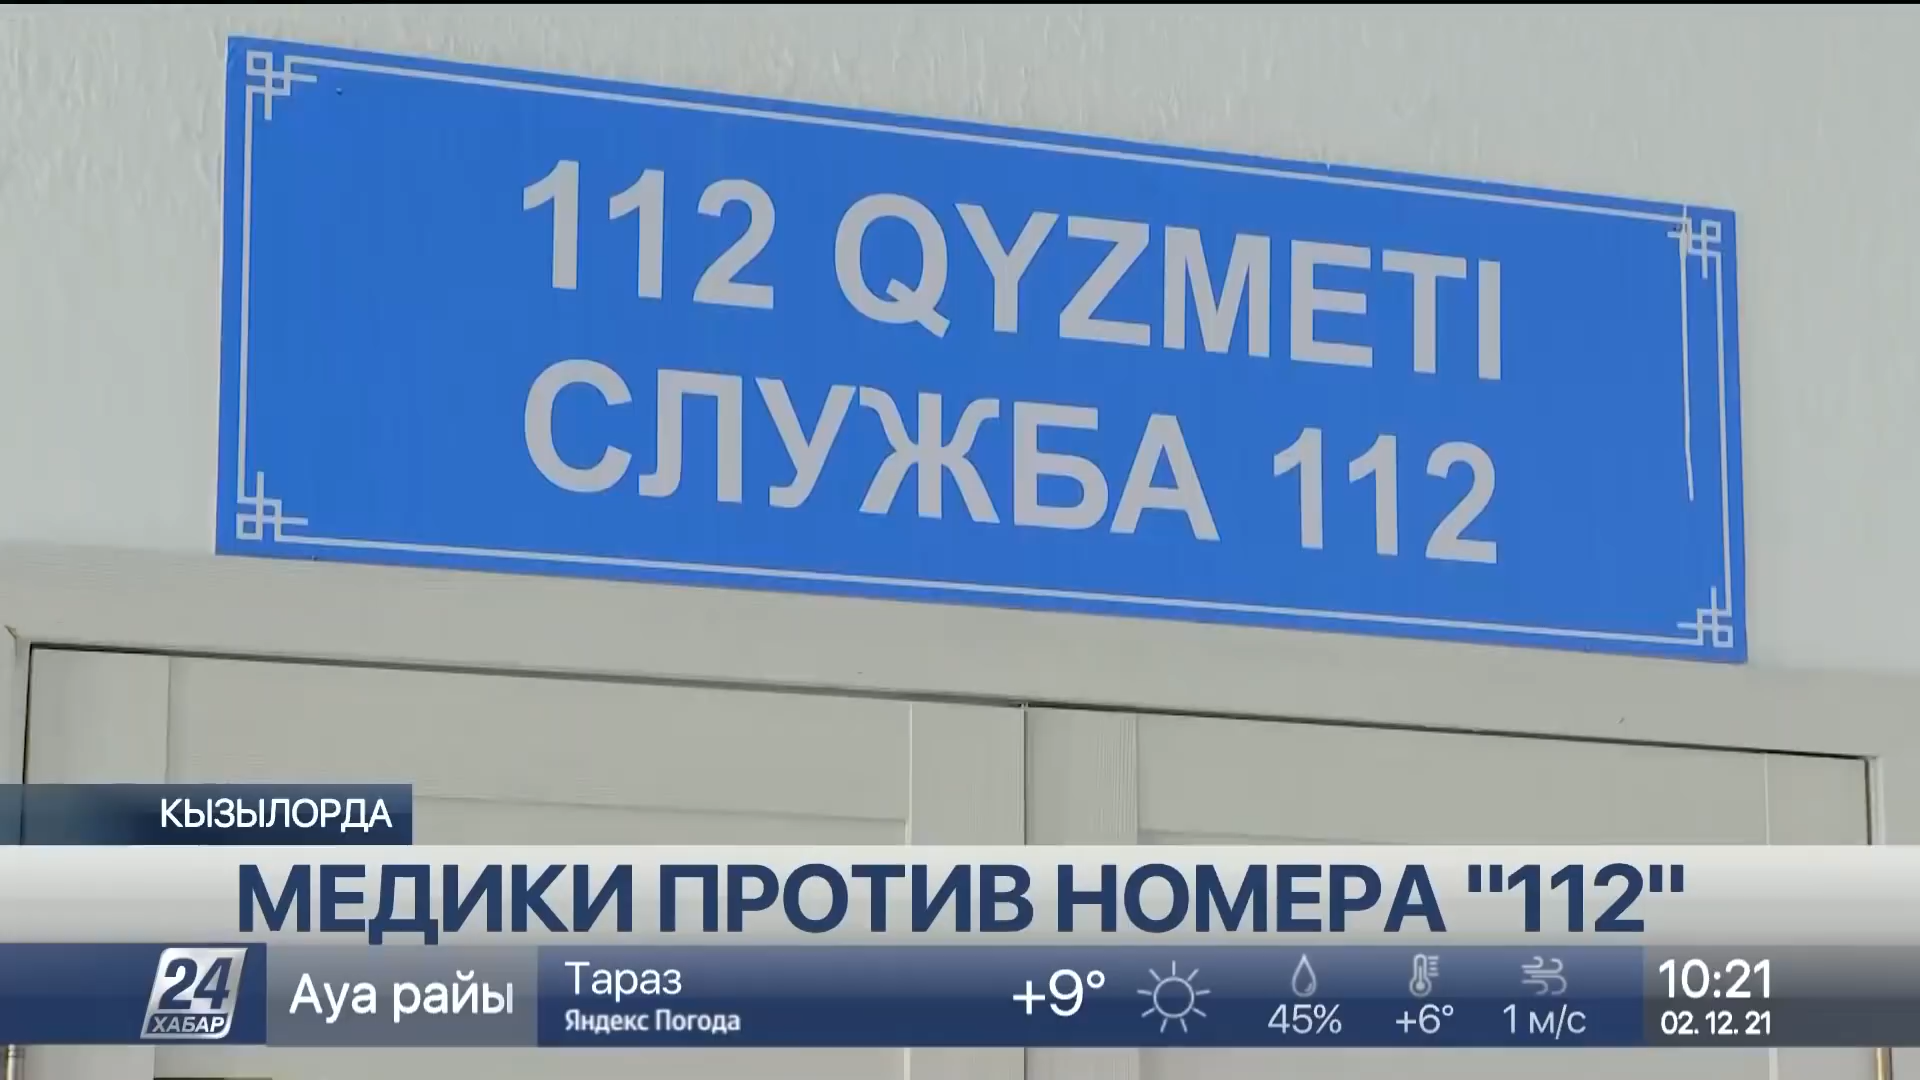 112 QYZMETI
СЛУЖБА 112
КЫЗЫЛОРДА
МЕДИКИ ПРОТИВ НОМЕРА "112"
24
ХАБАР
Ауа райы
Тараз
Яндекс Погода
+9°
45%
+6°
1 м/с
10:21
02. 12. 21